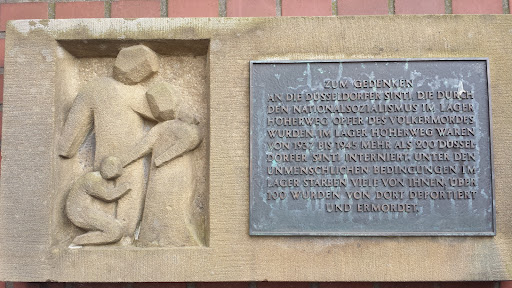 ZUM GEDENKEN
AN DIE DÜSSELDORFER SINTI, DIE DURCH
DEN NATIONALSOZIALISMUS IM LAGER
HÖHERWEG OPFER DES VÖLKERMORDES
WURDEN. IM LAGER HÖHERWEG WAREN
VON 1937 BIS 1945 MEHR ALS 200 DÜSSEL
DORFER SINTI INTERNIERT, UNTER DEN
UNMENSCHLICHEN BEDINGUNGEN IM
LAGER STARBEN VIELE VON IHNEN, ÜBER
100 WURDEN VON DORT DEPORTIERT
UND ERMORDET.